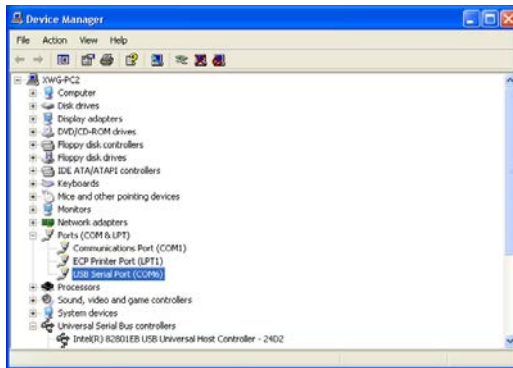 Device Manager
File Action View Help
XWG-PC2
Computer
Disk drives
Display adapters
DVD/CD-ROM drives
Floppy disk controllers
Floppy disk drives
IDE ATA/ATAPI controllers
Keyboards
Mice and other pointing devices
Monitors
Network adapters
Ports (COM & LPT)
Communications Port (COM1)
ECP Printer Port (LPT1)
USB Serial Port (COM6)
Processors
Sound, video and game controllers
System devices
Universal Serial Bus controllers
Intel(R) 82801EB USB Universal Host Controller - 24D2